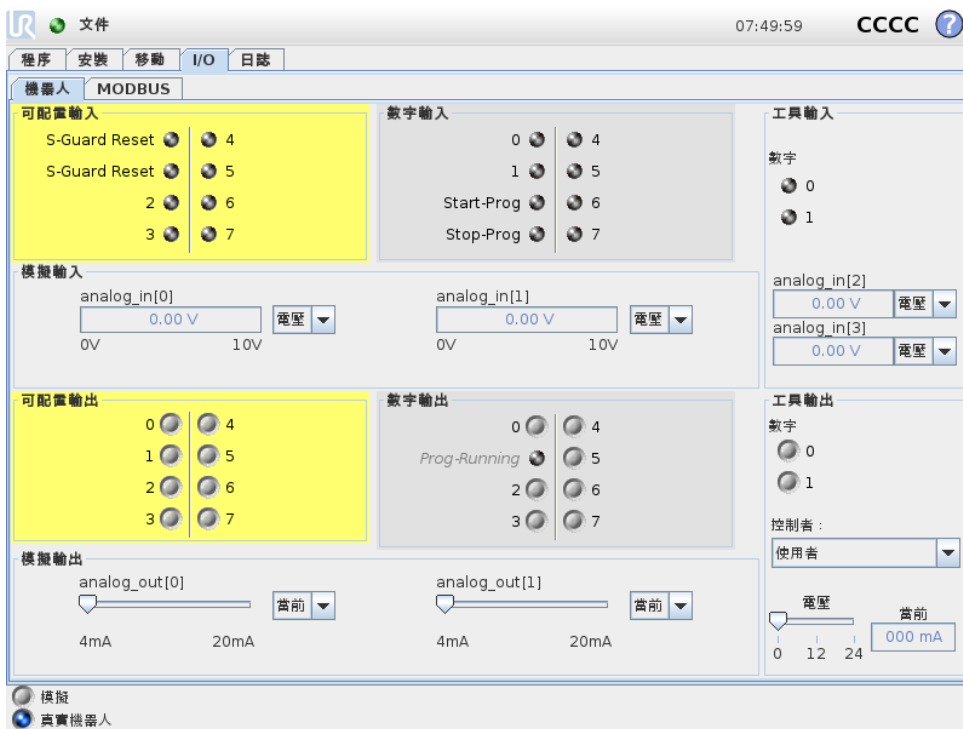 UR 文件 07:49:59 CCCC ?
程序 安裝 移動 I/O 日誌
機器人 MODBUS
可配置輸入
S-Guard Reset 4
S-Guard Reset 5
2 6
3 7
數字輸入
0 4
1 5
Start-Prog 6
Stop-Prog 7
工具輸入
數字
0
1
模擬輸入
analog_in[0]
0.00 V 電壓
0V 10V
analog_in[1]
0.00 V 電壓
0V 10V
analog_in[2]
0.00 V 電壓
analog_in[3]
0.00 V 電壓
可配置輸出
0 4
1 5
2 6
3 7
數字輸出
0 4
Prog-Running 5
2 6
3 7
工具輸出
數字
0
1
控制者：
使用者
電壓
0 12 24
當前
000 mA
模擬輸出
analog_out[0]
當前
4mA 20mA
analog_out[1]
當前
4mA 20mA
模擬
真實機器人